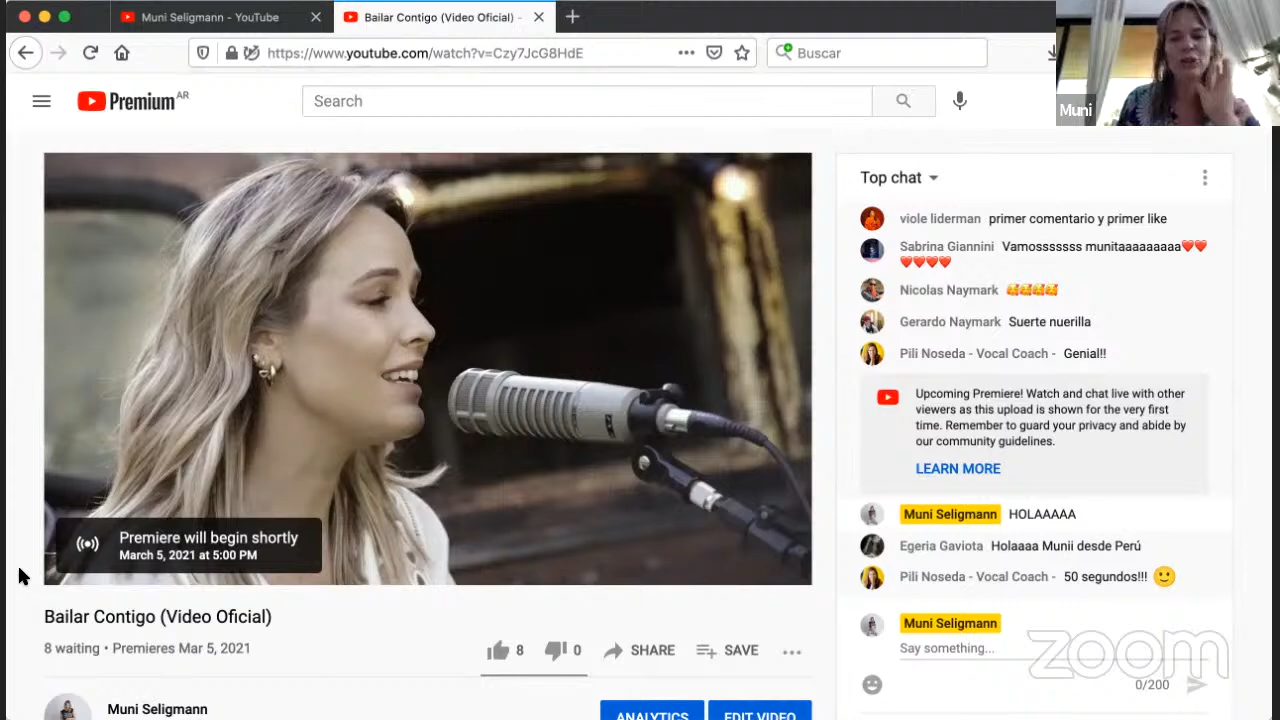 Muni Seligmann - YouTube
Bailar Contigo (Video Oficial) -
https://www.youtube.com/watch?v=Czy7JcG8HdE
Buscar
Muni
Premium AR
Search
Top chat
viole liderman primer comentario y primer like
Sabrina Giannini Vamosssssss munitaaaaaaaaa❤️❤️
❤️❤️❤️❤️
Nicolas Naymark 🥰🥰🥰🥰
Gerardo Naymark Suerte nuerilla
Pili Noseda - Vocal Coach - Genial!!
Upcoming Premiere! Watch and chat live with other
viewers as this upload is shown for the very first
time. Remember to guard your privacy and abide by
our community guidelines.
LEARN MORE
Muni Seligmann HOLAAAAA
Egeria Gaviota Holaaaa Munii desde Perú
Pili Noseda - Vocal Coach - 50 segundos!!! 🙂
Muni Seligmann
Say something...
0/200
zoom
Premiere will begin shortly
March 5, 2021 at 5:00 PM
Bailar Contigo (Video Oficial)
8 waiting • Premieres Mar 5, 2021
8
0
SHARE
SAVE
Muni Seligmann
ANALYTICS
EDIT VIDEO